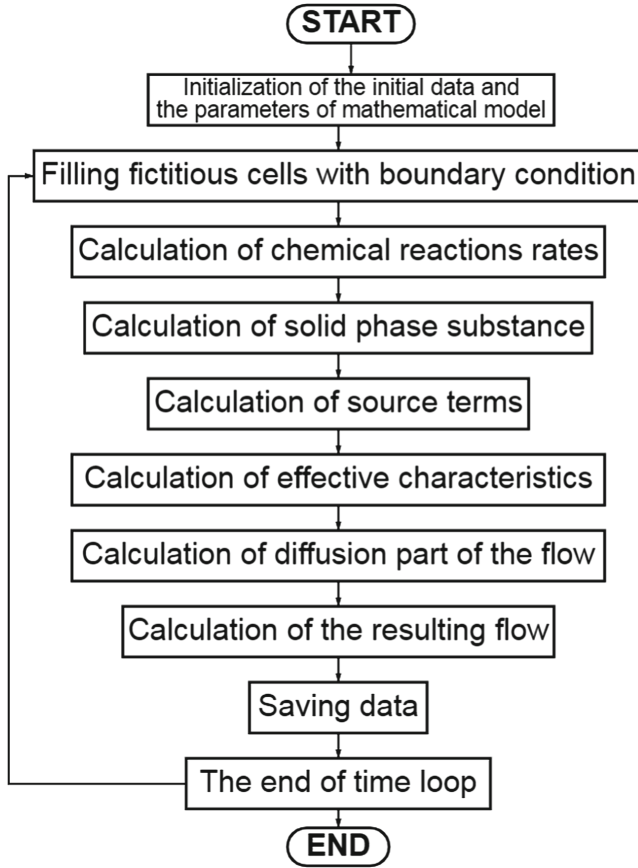 START
Initialization of the initial data and
the parameters of mathematical model
Filling fictitious cells with boundary condition
Calculation of chemical reactions rates
Calculation of solid phase substance
Calculation of source terms
Calculation of effective characteristics
Calculation of diffusion part of the flow
Calculation of the resulting flow
Saving data
The end of time loop
END